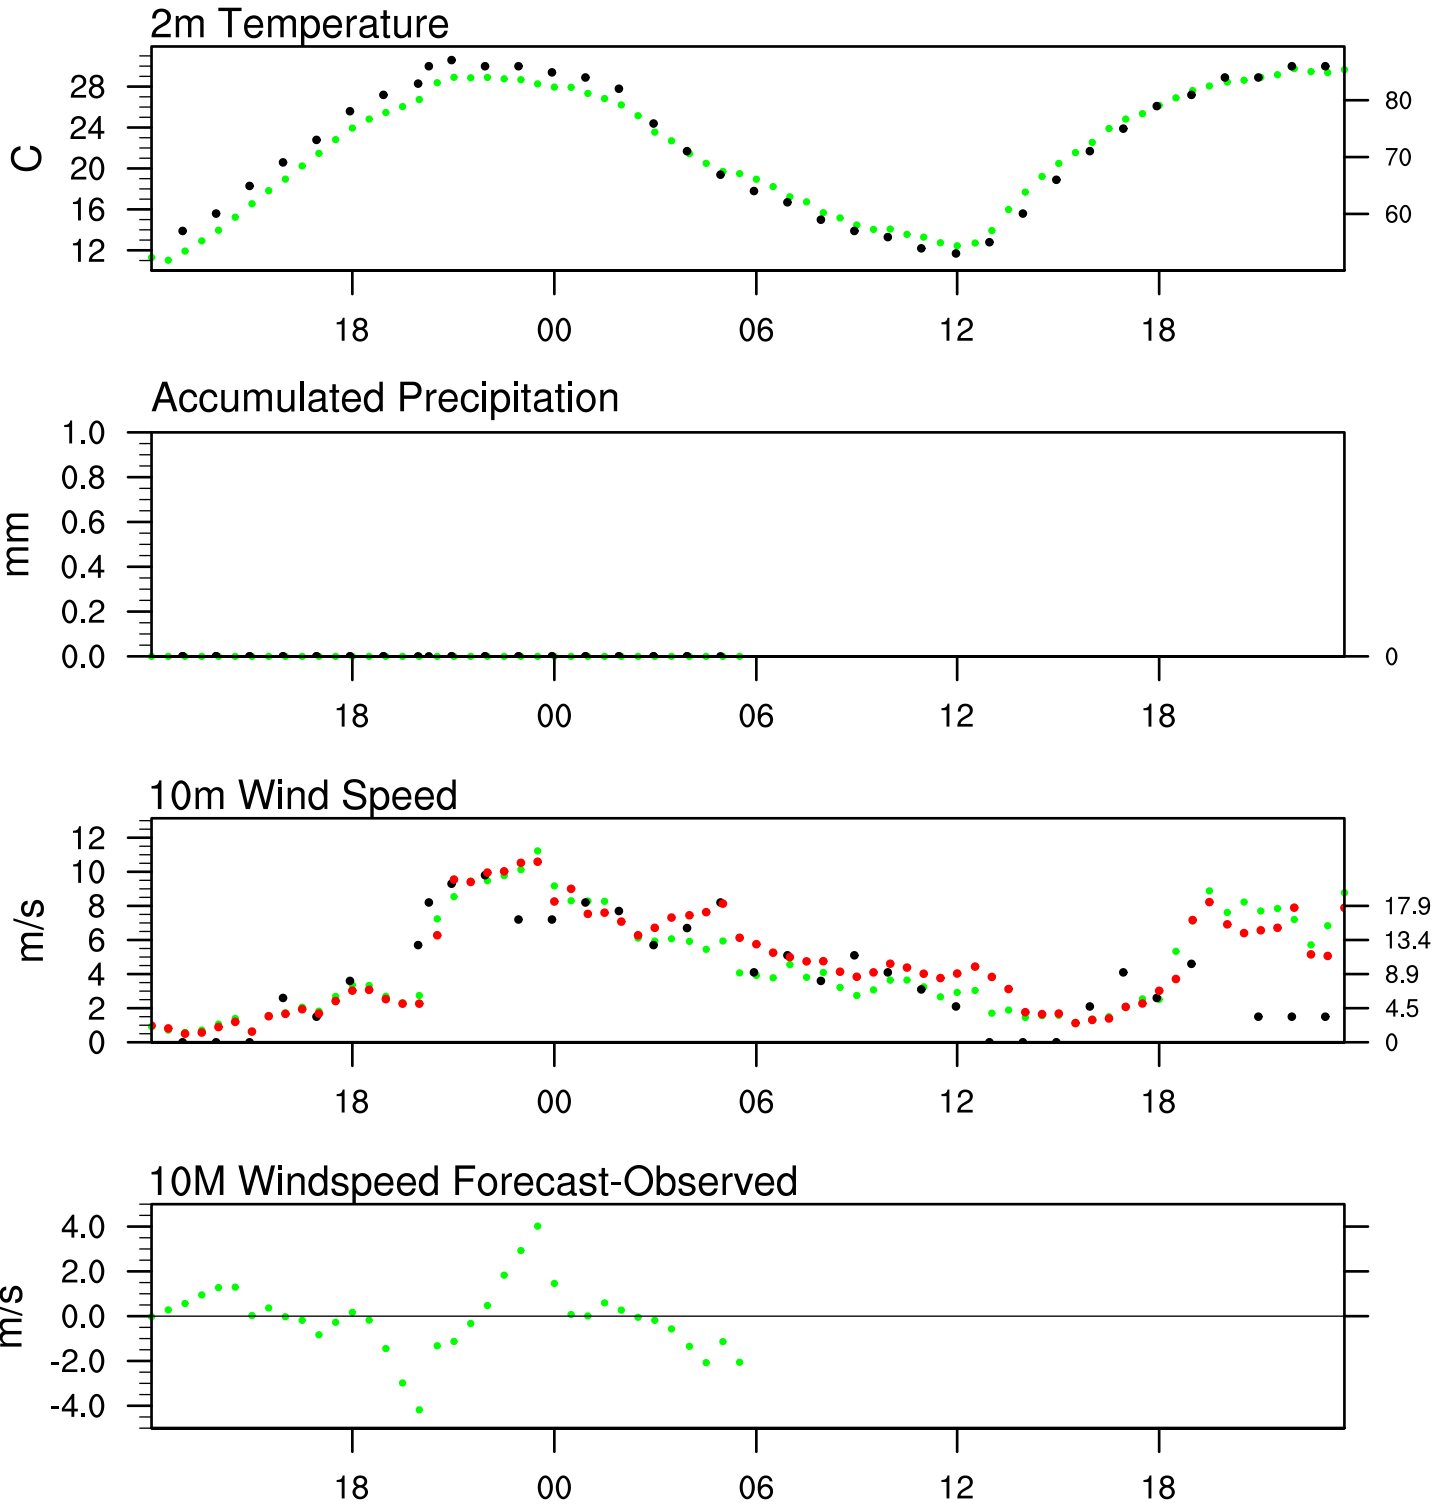 2m Temperature
C
28
24
20
16
12
80
70
60
18 00 06 12 18
Accumulated Precipitation
mm
1.0
0.8
0.6
0.4
0.2
0.0
0
18 00 06 12 18
10m Wind Speed
m/s
12
10
8
6
4
2
0
17.9
13.4
8.9
4.5
0
18 00 06 12 18
10M Windspeed Forecast-Observed
m/s
4.0
2.0
0.0
-2.0
-4.0
18 00 06 12 18